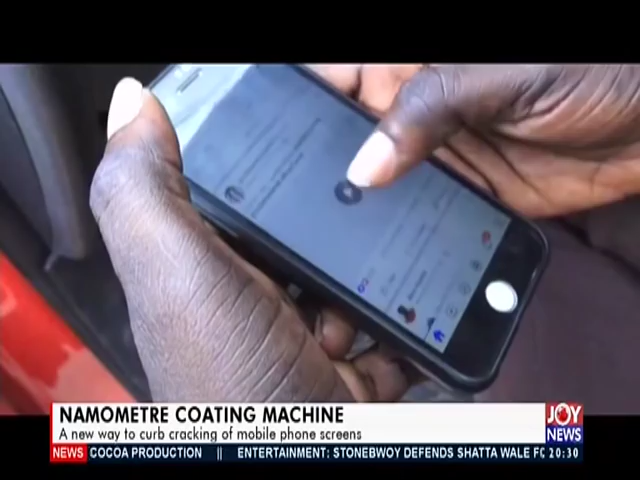 NAMOMETRE COATING MACHINE
A new way to curb cracking of mobile phone screens
JOY
NEWS
NEWS COCOA PRODUCTION || ENTERTAINMENT: STONEBWOY DEFENDS SHATTA WALE FO 20:30